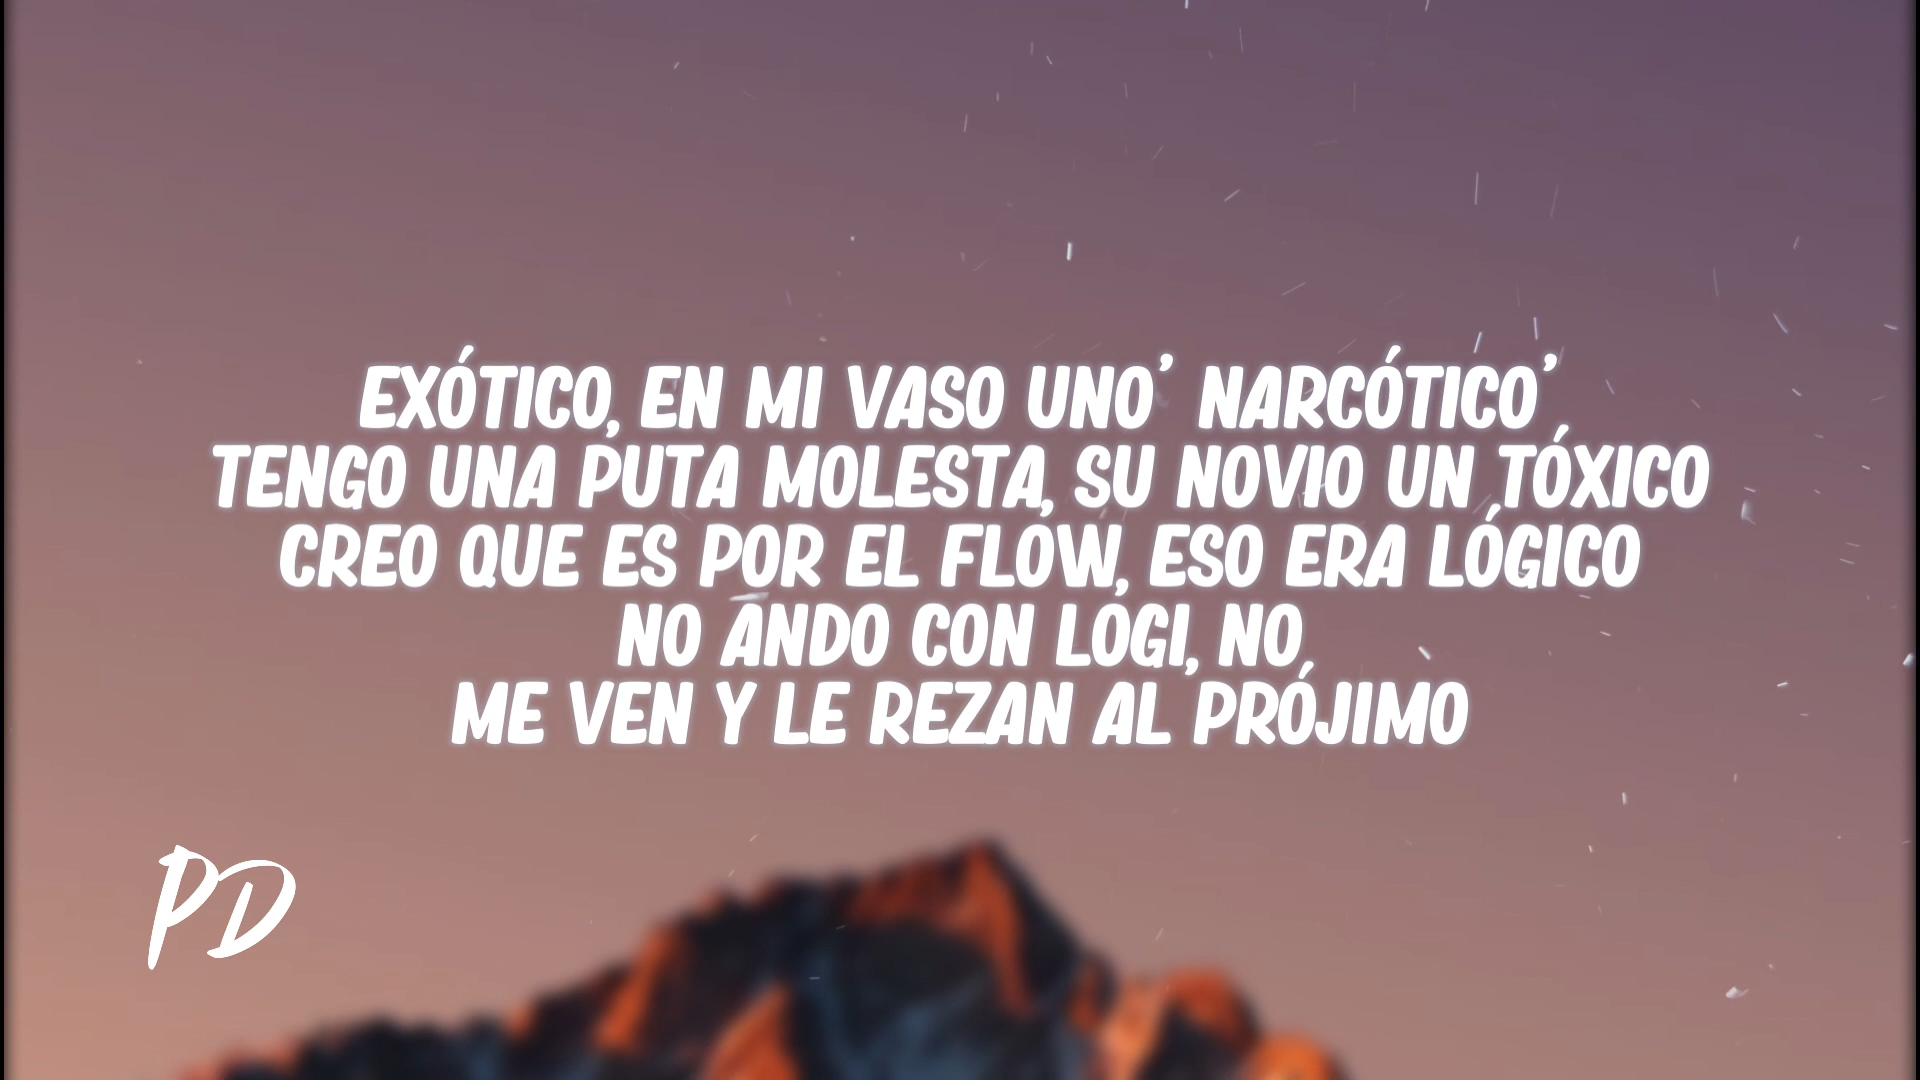 EXÓTICO, EN MI VASO UNO' NARCÓTICO'
TENGO UNA PUTA MOLESTA, SU NOVIO UN TÓXICO
CREO QUE ES POR EL FLOW, ESO ERA LÓGICO
NO ANDO CON LOGI, NO
ME VEN Y LE REZAN AL PRÓJIMO
PD